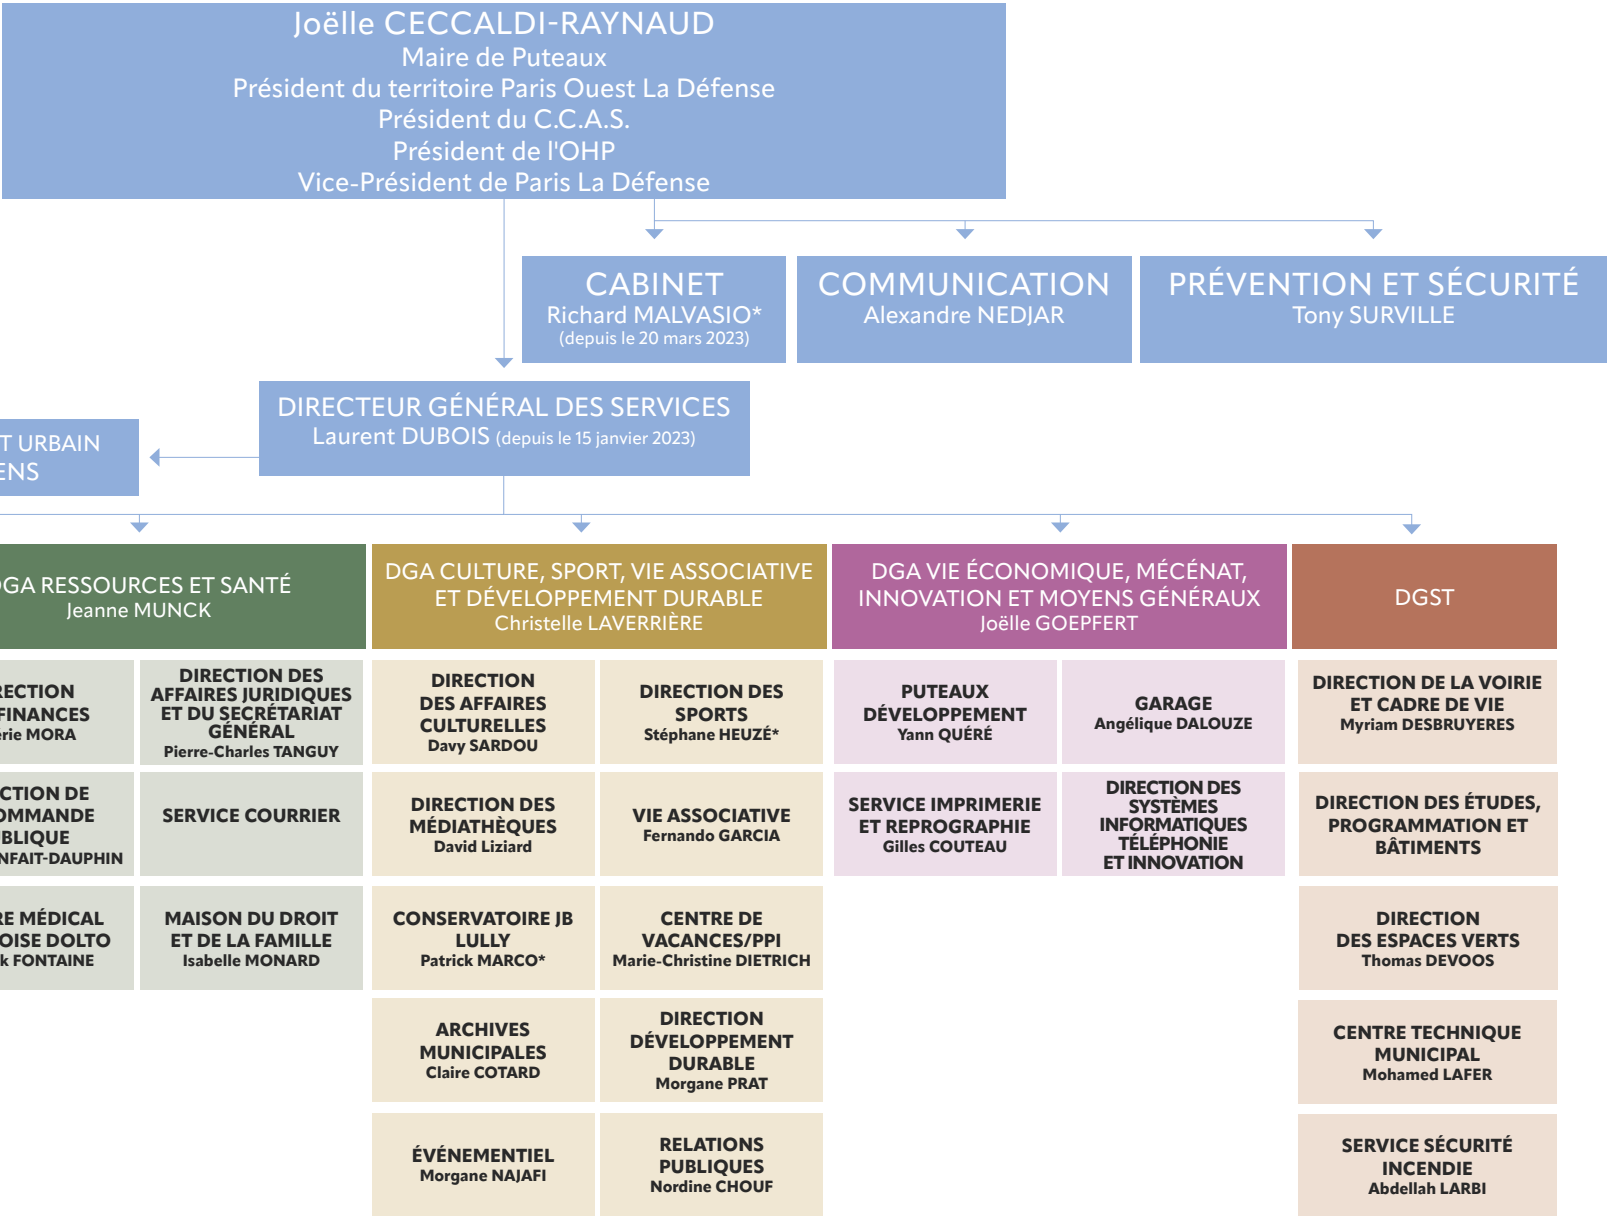 Joëlle CECCALDI-RAYNAUD
Maire de Puteaux
Président du territoire Paris Ouest La Défense
Président du C.C.A.S.
Président de l'OHP
Vice-Président de Paris La Défense
CABINET
Richard MALVASIO*
(depuis le 20 mars 2023)
COMMUNICATION
Alexandre NEDJAR
PRÉVENTION ET SÉCURITÉ
Tony SURVILLE
DIRECTEUR GÉNÉRAL DES SERVICES
Laurent DUBOIS (depuis le 15 janvier 2023)
URBAIN
RESSOURCES ET SANTÉ
Jeanne MUNCK
DGA CULTURE, SPORT, VIE ASSOCIATIVE
ET DÉVELOPPEMENT DURABLE
Christelle LAVERRIÈRE
DGA VIE ÉCONOMIQUE, MÉCÉNAT,
INNOVATION ET MOYENS GÉNÉRAUX
Joëlle GOEPFERT
DGST
FINANCES
MORA
DIRECTION DES
AFFAIRES JURIDIQUES
ET DU SECRÉTARIAT
GÉNÉRAL
Pierre-Charles TANGUY
DIRECTION
DES AFFAIRES
CULTURELLES
Davy SARDOU
DIRECTION DES
SPORTS
Stéphane HEUZÉ*
PUTEAUX
DÉVELOPPEMENT
Yann QUÉRÉ
GARAGE
Angélique DALOUZE
DIRECTION DE LA VOIRIE
ET CADRE DE VIE
Myriam DESBRUYERES
DE
SERVICE COURRIER
DIRECTION DES
MÉDIATHÈQUES
David Liziard
VIE ASSOCIATIVE
Fernando GARCIA
SERVICE IMPRIMERIE
ET REPROGRAPHIE
Gilles COUTEAU
DIRECTION DES
SYSTÈMES
INFORMATIQUES
TÉLÉPHONIE
ET INNOVATION
DIRECTION DES ÉTUDES,
PROGRAMMATION ET
BÂTIMENTS
MÉDICAL
DOLTO
FONTAINE
MAISON DU DROIT
ET DE LA FAMILLE
Isabelle MONARD
CONSERVATOIRE JB
LULLY
Patrick MARCO*
CENTRE DE
VACANCES/PPI
Marie-Christine DIETRICH
DIRECTION
DES ESPACES VERTS
Thomas DEVOOS
ARCHIVES
MUNICIPALES
Claire COTARD
DIRECTION
DÉVELOPPEMENT
DURABLE
Morgane PRAT
CENTRE TECHNIQUE
MUNICIPAL
Mohamed LAFER
ÉVÉNEMENTIEL
Morgane NAJAFI
RELATIONS
PUBLIQUES
Nordine CHOUF
SERVICE SÉCURITÉ
INCENDIE
Abdellah LARBI